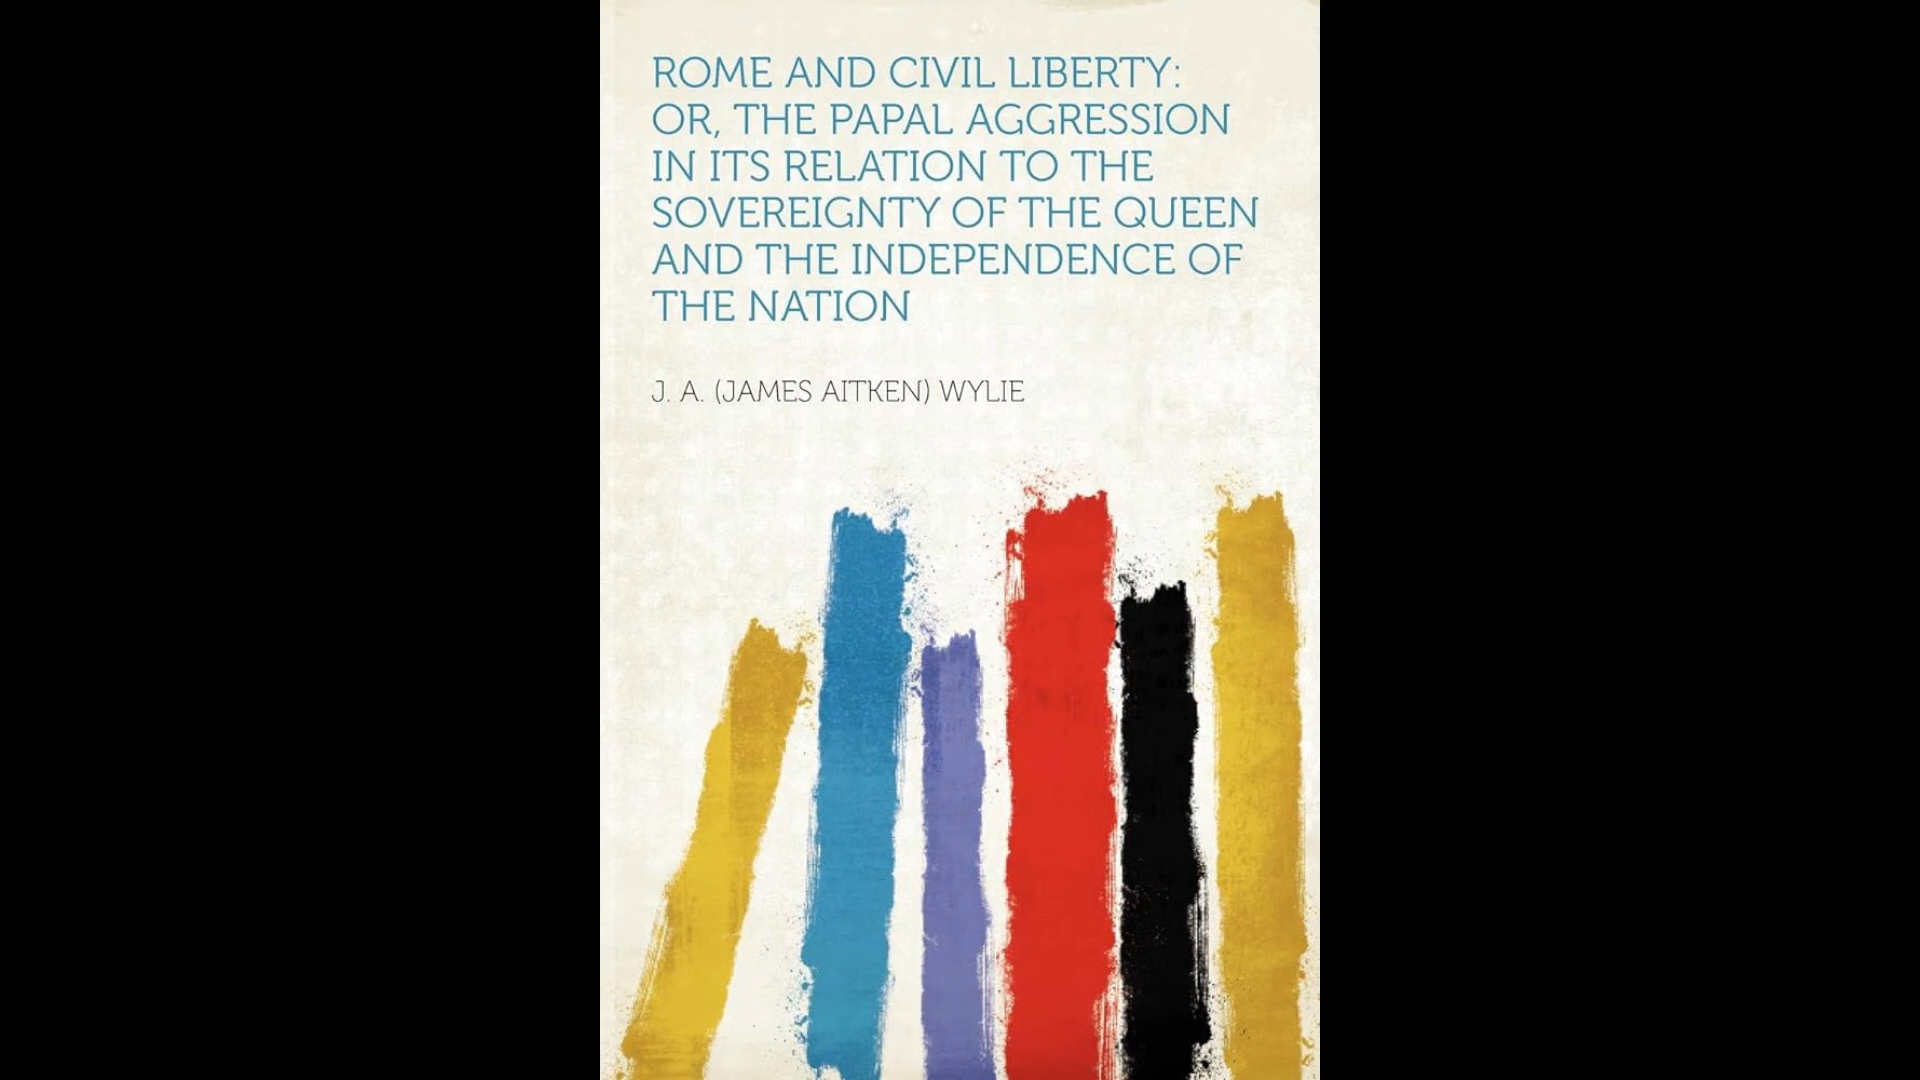 ROME AND CIVIL LIBERTY:
OR, THE PAPAL AGGRESSION
IN ITS RELATION TO THE
SOVEREIGNTY OF THE QUEEN
AND THE INDEPENDENCE OF
THE NATION
J. A. (JAMES AITKEN) WYLIE